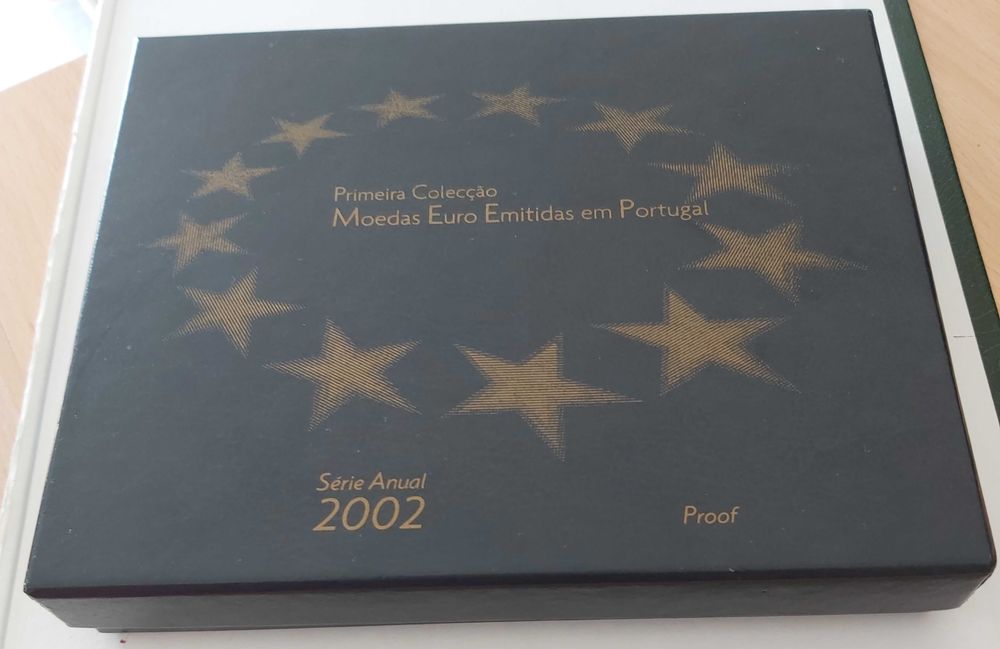 Primeira Colecção
Moedas Euro Emitidas em Portugal
Série Anual
2002
Proof